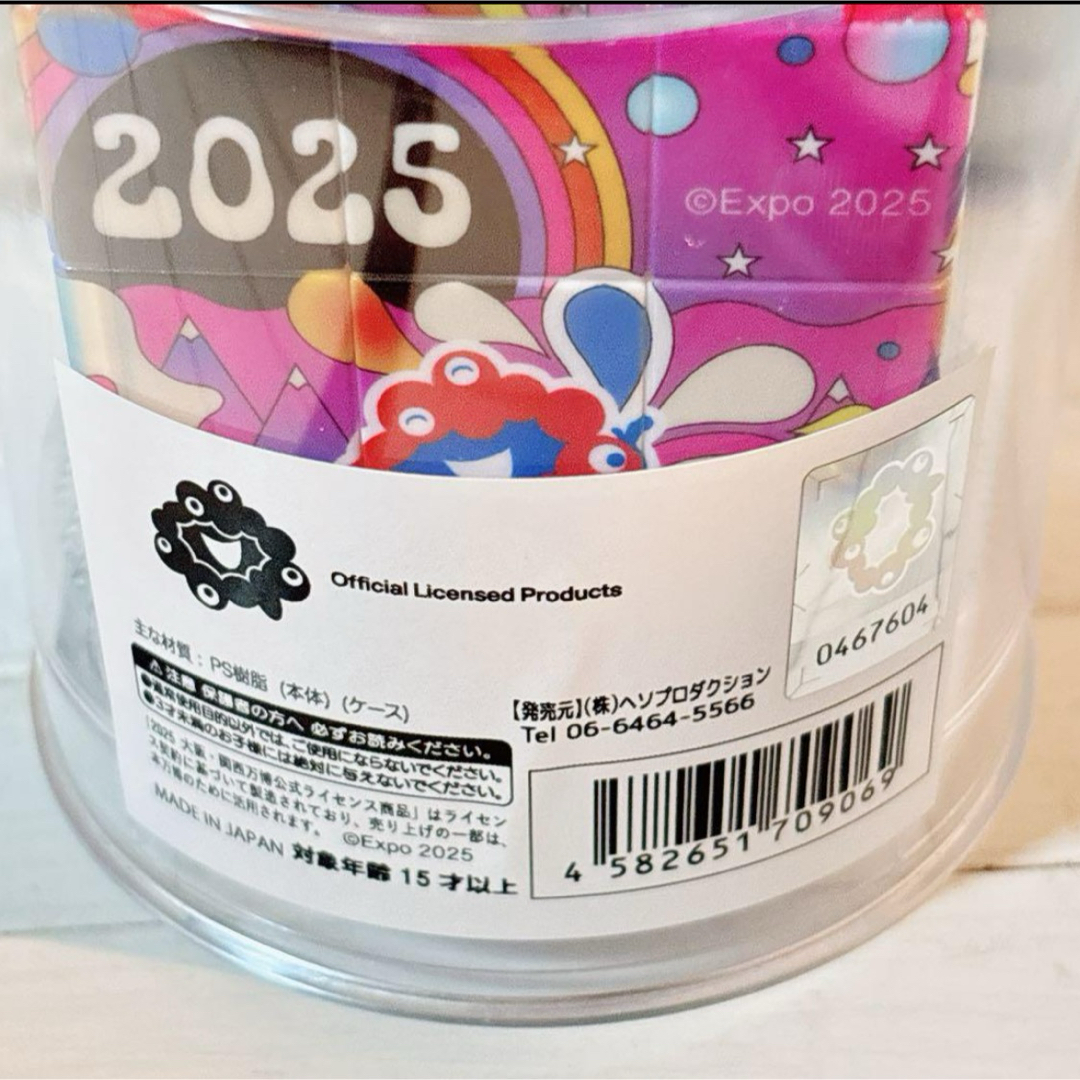 2025
©Expo 2025
Official Licensed Products
0467604
主な材質：PS樹脂（本体）（ケース）
⚠注意 保護者の方へ 必ずお読みください。
●通常使用目的以外では、ご使用にならないでください。
●3才未満のお子様には絶対に与えないでください。
「2025 大阪・関西万博公式ライセンス商品」はライセン
ス契約に基づいて製造されており、売り上げの一部は、
本万博のために活用されます。 ©Expo 2025
MADE IN JAPAN 対象年齢 15 才以上
【発売元】(株)ヘソプロダクション
Tel 06-6464-5566
4 582651 709069